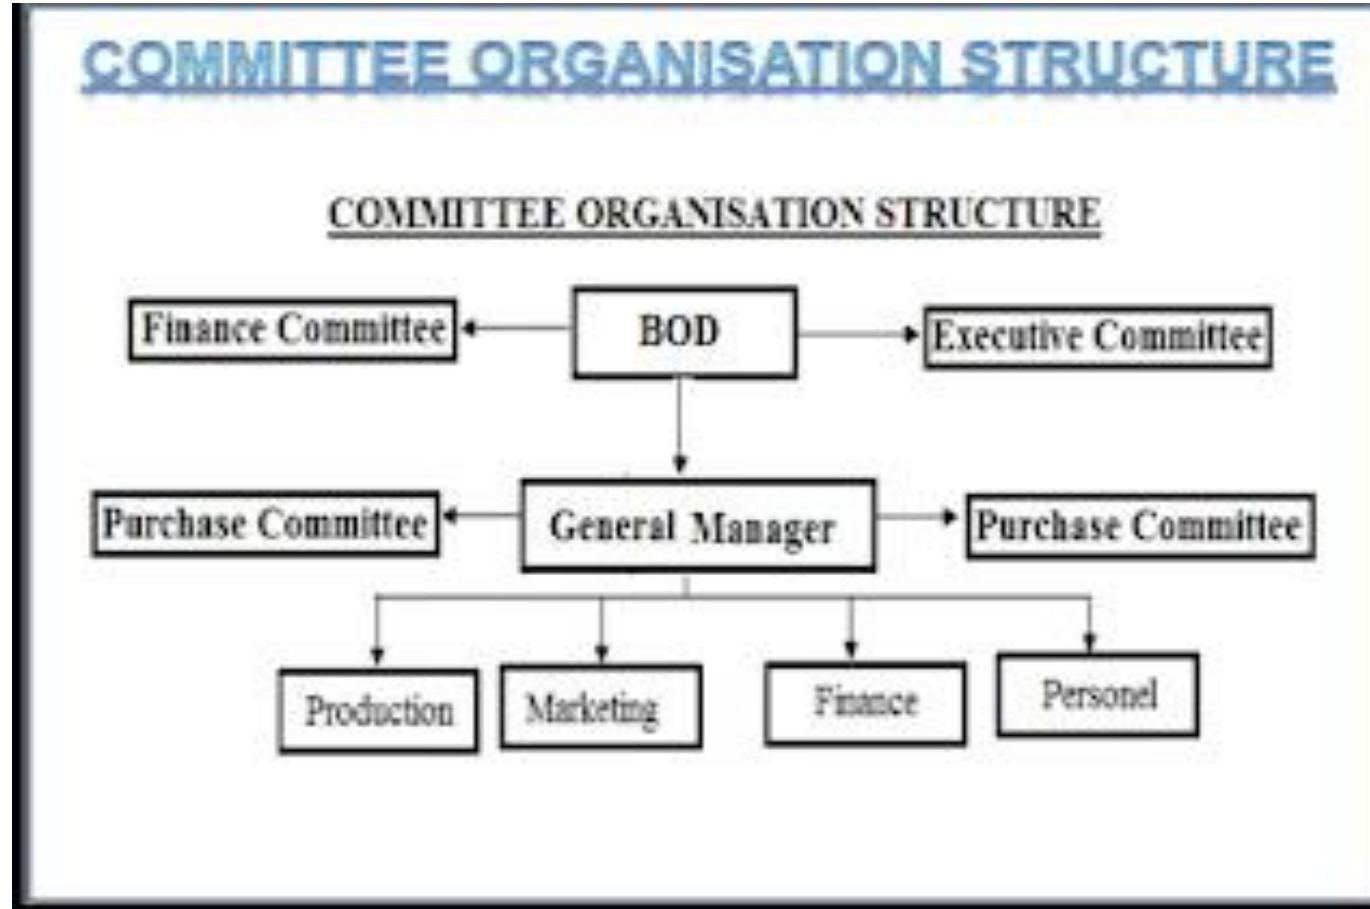 COMMITTEE ORGANISATION STRUCTURE
COMMITTEE ORGANISATION STRUCTURE
Finance Committee
BOD
Executive Committee
Purchase Committee
General Manager
Purchase Committee
Production
Marketing
Finance
Personel